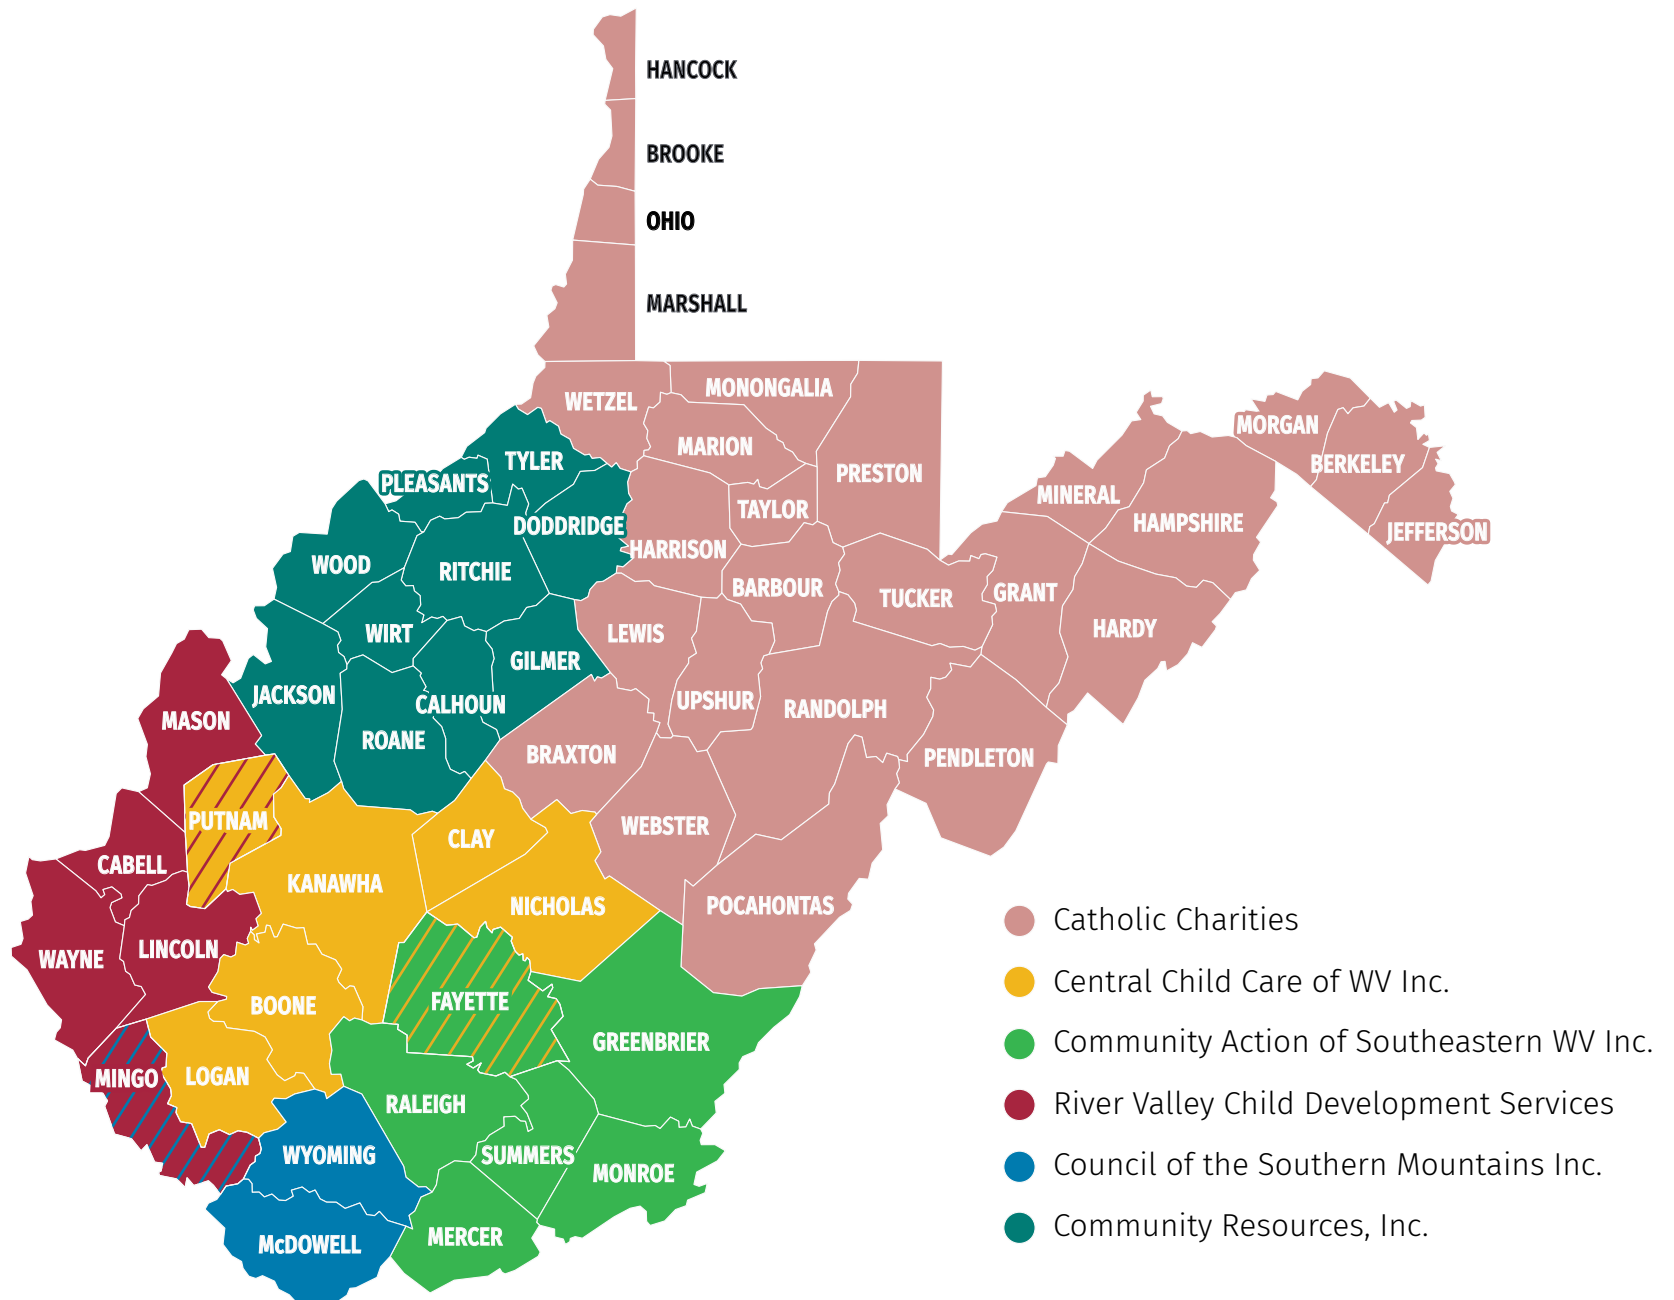 HANCOCK
BROOKE
OHIO
MARSHALL
WETZEL
MONONGALIA
MARION
PRESTON
MORGAN
BERKELEY
JEFFERSON
MINERAL
HAMPSHIRE
TYLER
PLEASANTS
DODDRIDGE
TAYLOR
HARRISON
WOOD
RITCHIE
BARBOUR
TUCKER
GRANT
HARDY
WIRT
LEWIS
GILMER
JACKSON
CALHOUN
UPSHUR
RANDOLPH
MASON
ROANE
BRAXTON
PENDLETON
PUTNAM
CLAY
WEBSTER
CABELL
KANAWHA
NICHOLAS
POCAHONTAS
WAYNE
LINCOLN
BOONE
FAYETTE
GREENBRIER
MINGO
LOGAN
RALEIGH
WYOMING
SUMMERS
MONROE
McDOWELL
MERCER
Catholic Charities
Central Child Care of WV Inc.
Community Action of Southeastern WV Inc.
River Valley Child Development Services
Council of the Southern Mountains Inc.
Community Resources, Inc.